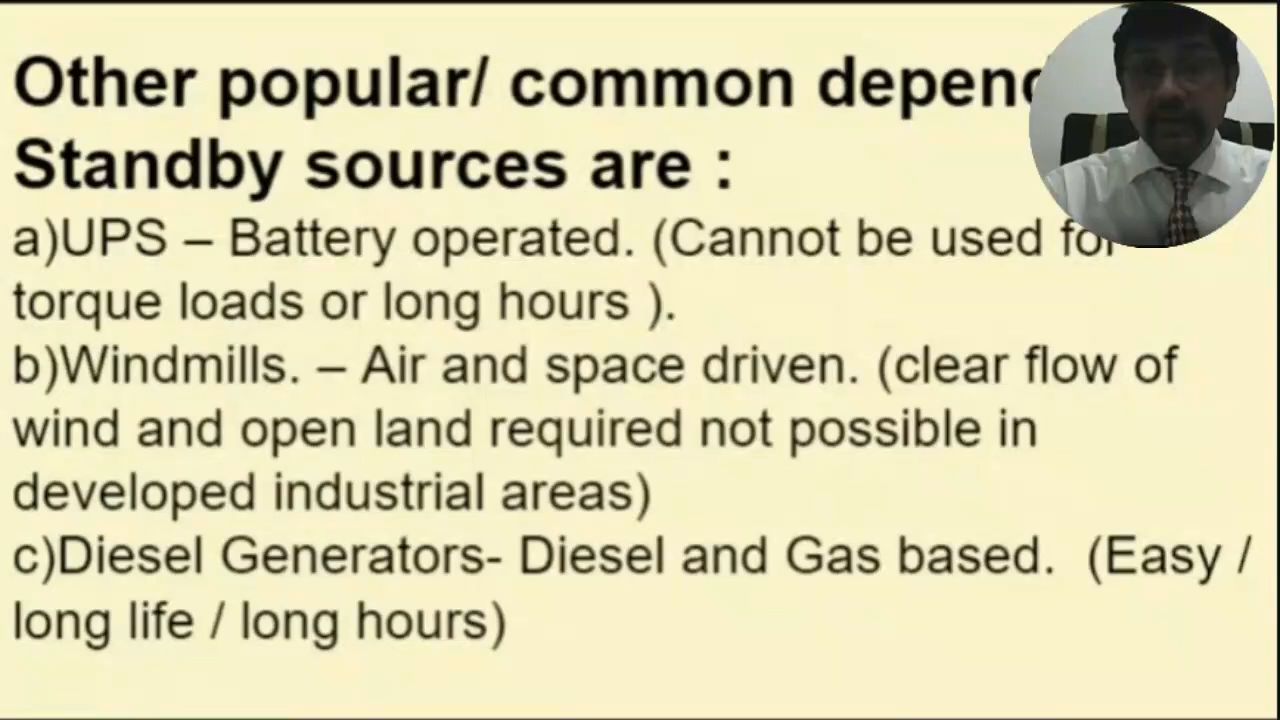 Other popular/ common depend
Standby sources are :
a)UPS – Battery operated. (Cannot be used for
torque loads or long hours ).
b)Windmills. – Air and space driven. (clear flow of
wind and open land required not possible in
developed industrial areas)
c)Diesel Generators- Diesel and Gas based. (Easy /
long life / long hours)